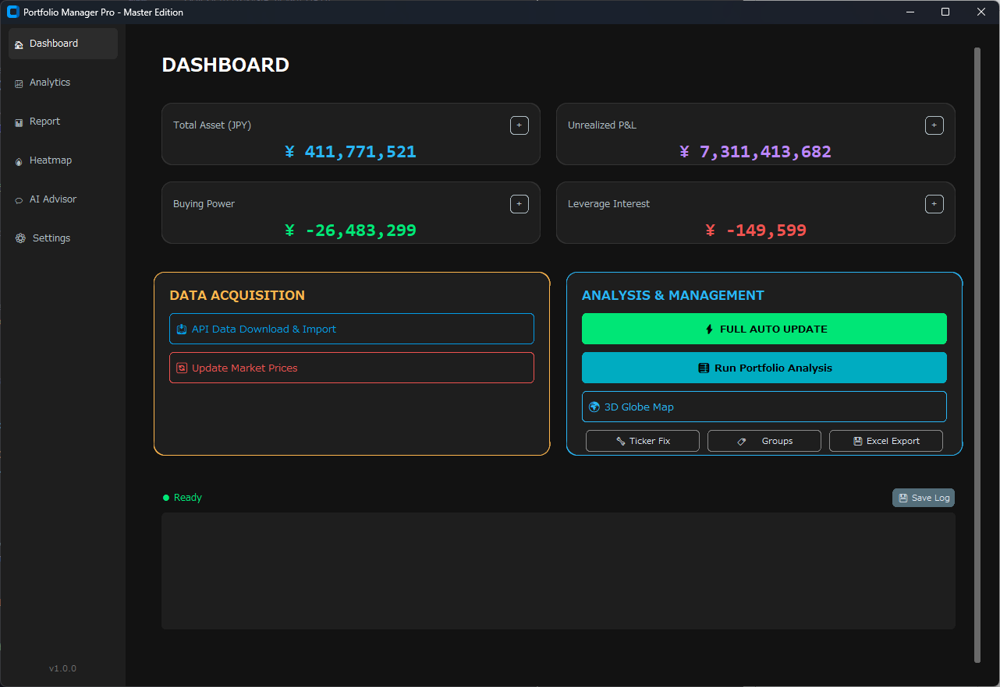 Portfolio Manager Pro - Master Edition
Dashboard
Analytics
Report
Heatmap
AI Advisor
Settings
v1.0.0
DASHBOARD
Total Asset (JPY)
+
¥ 411,771,521
Unrealized P&L
+
¥ 7,311,413,682
Buying Power
+
¥ -26,483,299
Leverage Interest
+
¥ -149,599
DATA ACQUISITION
API Data Download & Import
Update Market Prices
ANALYSIS & MANAGEMENT
FULL AUTO UPDATE
Run Portfolio Analysis
3D Globe Map
Ticker Fix
Groups
Excel Export
Ready
Save Log